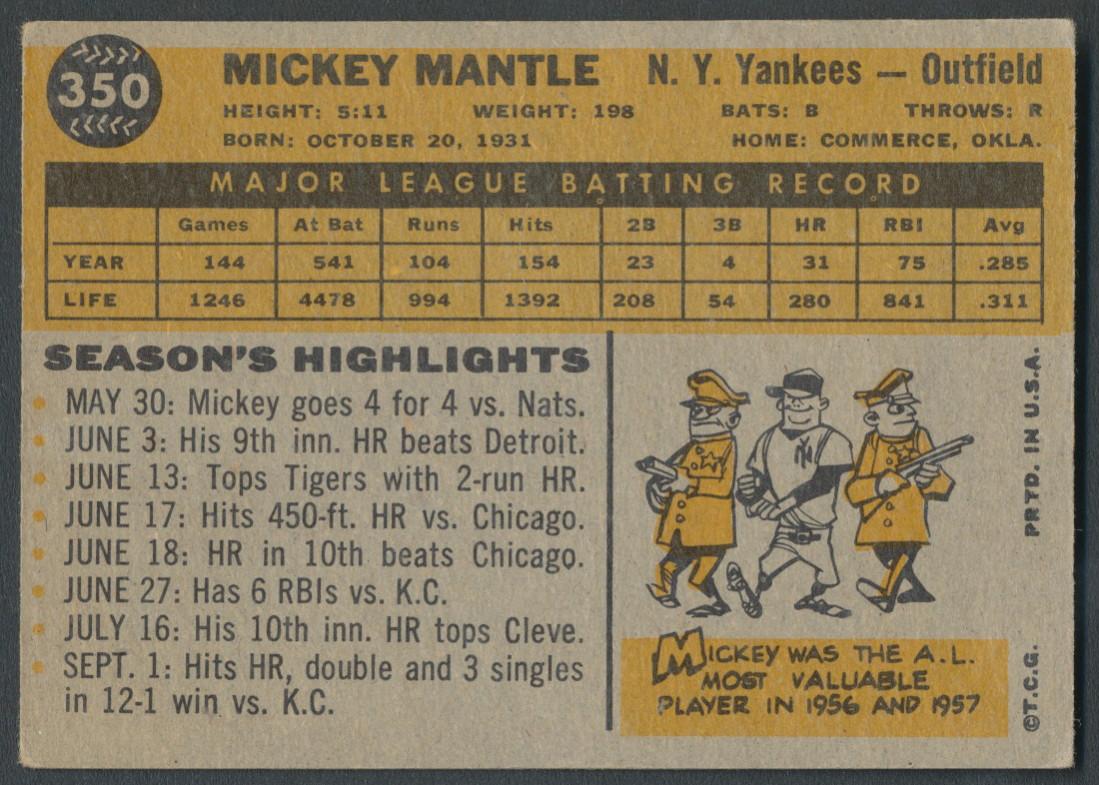 350
MICKEY MANTLE N. Y. Yankees — Outfield
HEIGHT: 5:11 WEIGHT: 198 BATS: B THROWS: R
BORN: OCTOBER 20, 1931 HOME: COMMERCE, OKLA.
MAJOR LEAGUE BATTING RECORD
Games At Bat Runs Hits 2B 3B HR RBI Avg
YEAR 144 541 104 154 23 4 31 75 .285
LIFE 1246 4478 994 1392 208 54 280 841 .311
SEASON'S HIGHLIGHTS
• MAY 30: Mickey goes 4 for 4 vs. Nats.
• JUNE 3: His 9th inn. HR beats Detroit.
• JUNE 13: Tops Tigers with 2-run HR.
• JUNE 17: Hits 450-ft. HR vs. Chicago.
• JUNE 18: HR in 10th beats Chicago.
• JUNE 27: Has 6 RBIs vs. K.C.
• JULY 16: His 10th inn. HR tops Cleve.
• SEPT. 1: Hits HR, double and 3 singles
in 12-1 win vs. K.C.
NY
MICKEY WAS THE A.L.
MOST VALUABLE
PLAYER IN 1956 AND 1957
©T.C.G. PRTD. IN U.S.A.